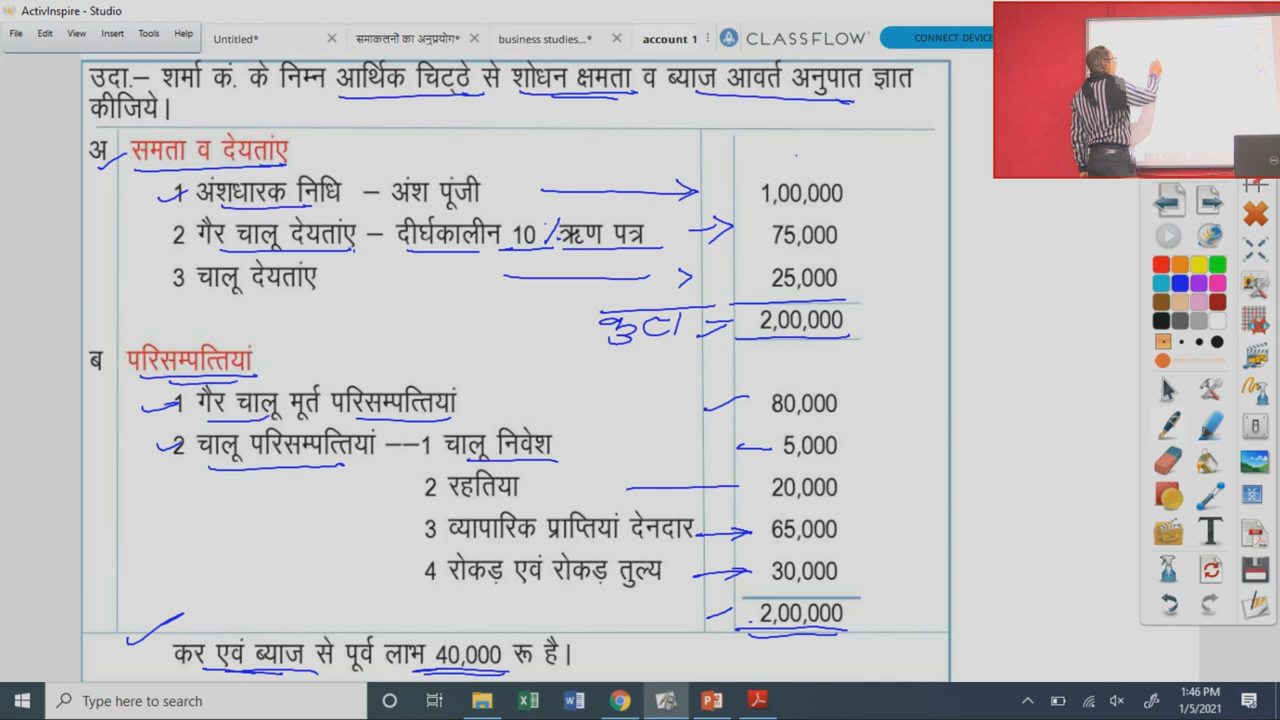 ActivInspire - Studio
File Edit View Insert Tools Help
Untitled* समाकलनों का अनुप्रयोग* business studies...* account 1 CLASSFLOW CONNECT DEVICE
उदा.– शर्मा कं. के निम्न आर्थिक चिट्ठे से शोधन क्षमता व ब्याज आवर्त अनुपात ज्ञात
कीजिये।
अ समता व देयतांए
1 अंशधारक निधि – अंश पूंजी 1,00,000
2 गैर चालू देयतांए – दीर्घकालीन 10 % ऋण पत्र 75,000
3 चालू देयतांए 25,000
कुल 2,00,000
ब परिसम्पत्तियां
1 गैर चालू मूर्त परिसम्पत्तियां 80,000
2 चालू परिसम्पत्तियां ––1 चालू निवेश 5,000
2 रहतिया 20,000
3 व्यापारिक प्राप्तियां देनदार 65,000
4 रोकड़ एवं रोकड़ तुल्य 30,000
2,00,000
कर एवं ब्याज से पूर्व लाभ 40,000 रू है।
Type here to search
1:46 PM
1/5/2021